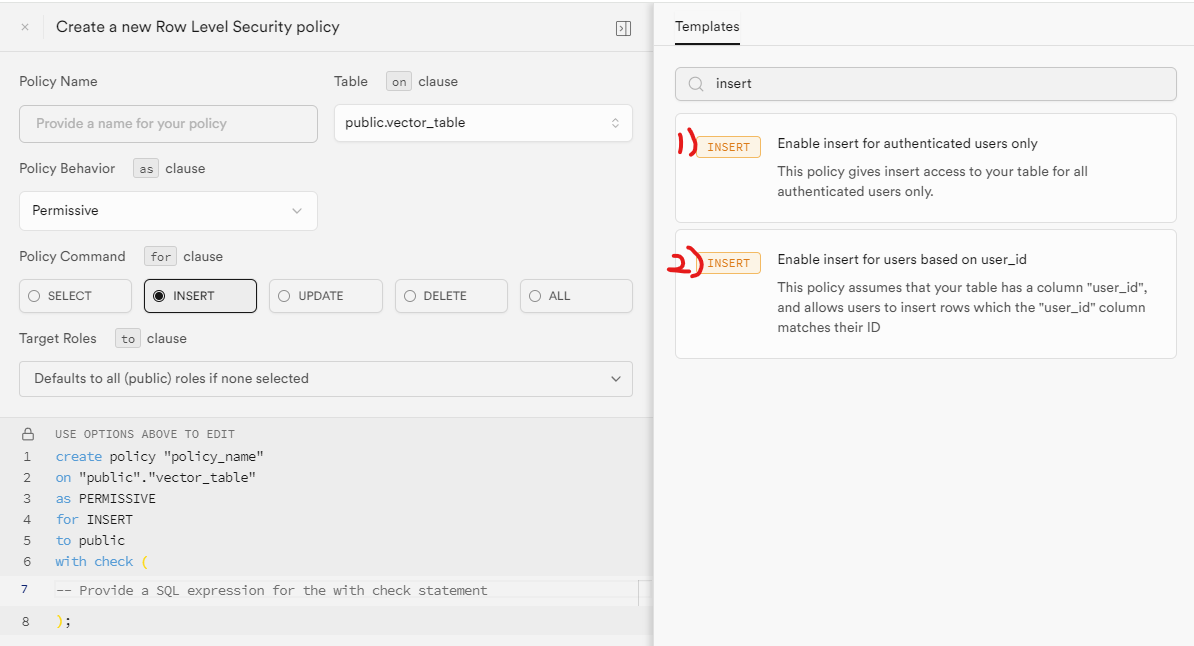 Create a new Row Level Security policy
Policy Name
Table on clause
Provide a name for your policy
public.vector_table
Policy Behavior as clause
Permissive
Policy Command for clause
SELECT
INSERT
UPDATE
DELETE
ALL
Target Roles to clause
Defaults to all (public) roles if none selected
USE OPTIONS ABOVE TO EDIT
1 create policy "policy_name"
2 on "public"."vector_table"
3 as PERMISSIVE
4 for INSERT
5 to public
6 with check (
7 -- Provide a SQL expression for the with check statement
8 );
Templates
insert
1) INSERT
Enable insert for authenticated users only
This policy gives insert access to your table for all
authenticated users only.
2) INSERT
Enable insert for users based on user_id
This policy assumes that your table has a column "user_id",
and allows users to insert rows which the "user_id" column
matches their ID